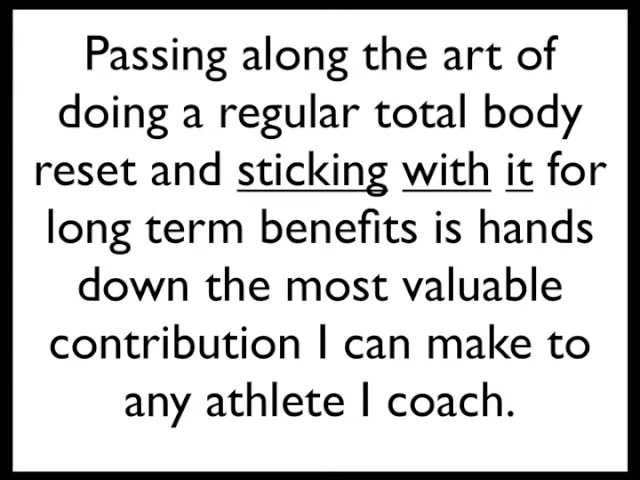 Passing along the art of
doing a regular total body
reset and sticking with it for
long term benefits is hands
down the most valuable
contribution I can make to
any athlete I coach.